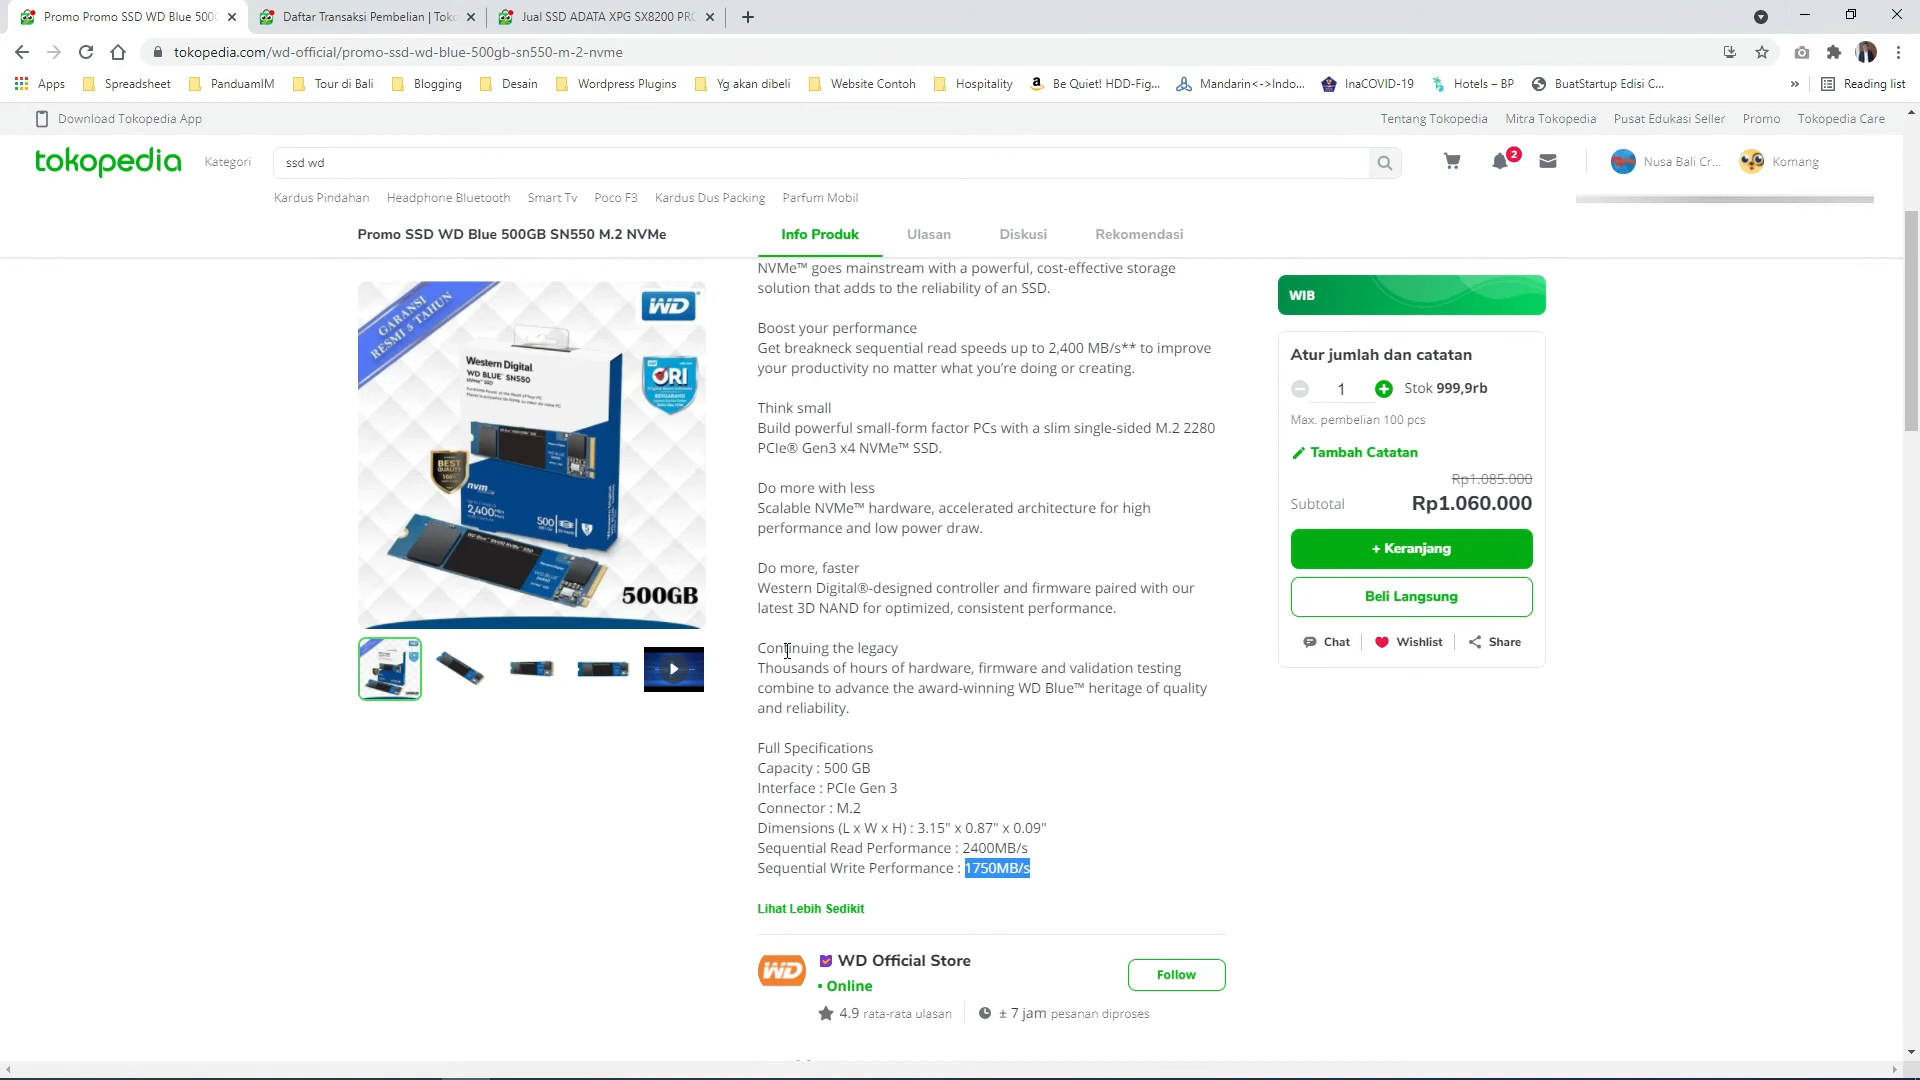 Promo Promo SSD WD Blue 500G
Daftar Transaksi Pembelian | Tok
Jual SSD ADATA XPG SX8200 PR
tokopedia.com/wd-official/promo-ssd-wd-blue-500gb-sn550-m-2-nvme
Apps
Spreadsheet
PanduamIM
Tour di Bali
Blogging
Desain
Wordpress Plugins
Yg akan dibeli
Website Contoh
Hospitality
Be Quiet! HDD-Fig...
Mandarin<->Indo...
InaCOVID-19
Hotels – BP
BuatStartup Edisi C...
»
Reading list
Download Tokopedia App
Tentang Tokopedia
Mitra Tokopedia
Pusat Edukasi Seller
Promo
Tokopedia Care
tokopedia
Kategori
ssd wd
2
Nusa Bali Cr...
Komang
Kardus Pindahan
Headphone Bluetooth
Smart Tv
Poco F3
Kardus Dus Packing
Parfum Mobil
Promo SSD WD Blue 500GB SN550 M.2 NVMe
Info Produk
Ulasan
Diskusi
Rekomendasi
GARANSI
RESMI 5 TAHUN
WD
Western Digital.
WD BLUE SN550
NVMe SSD
ORI
BEST
QUALITY
nvm
2,400
500
5
500GB
NVMe™ goes mainstream with a powerful, cost-effective storage
solution that adds to the reliability of an SSD.
Boost your performance
Get breakneck sequential read speeds up to 2,400 MB/s** to improve
your productivity no matter what you're doing or creating.
Think small
Build powerful small-form factor PCs with a slim single-sided M.2 2280
PCIe® Gen3 x4 NVMe™ SSD.
Do more with less
Scalable NVMe™ hardware, accelerated architecture for high
performance and low power draw.
Do more, faster
Western Digital®-designed controller and firmware paired with our
latest 3D NAND for optimized, consistent performance.
Continuing the legacy
Thousands of hours of hardware, firmware and validation testing
combine to advance the award-winning WD Blue™ heritage of quality
and reliability.
Full Specifications
Capacity : 500 GB
Interface : PCIe Gen 3
Connector : M.2
Dimensions (L x W x H) : 3.15" x 0.87" x 0.09"
Sequential Read Performance : 2400MB/s
Sequential Write Performance : 1750MB/s
Lihat Lebih Sedikit
WD
WD Official Store
• Online
Follow
4.9 rata-rata ulasan
± 7 jam pesanan diproses
WIB
Atur jumlah dan catatan
1
Stok 999,9rb
Max. pembelian 100 pcs
Tambah Catatan
Rp1.085.000
Subtotal
Rp1.060.000
+ Keranjang
Beli Langsung
Chat
Wishlist
Share